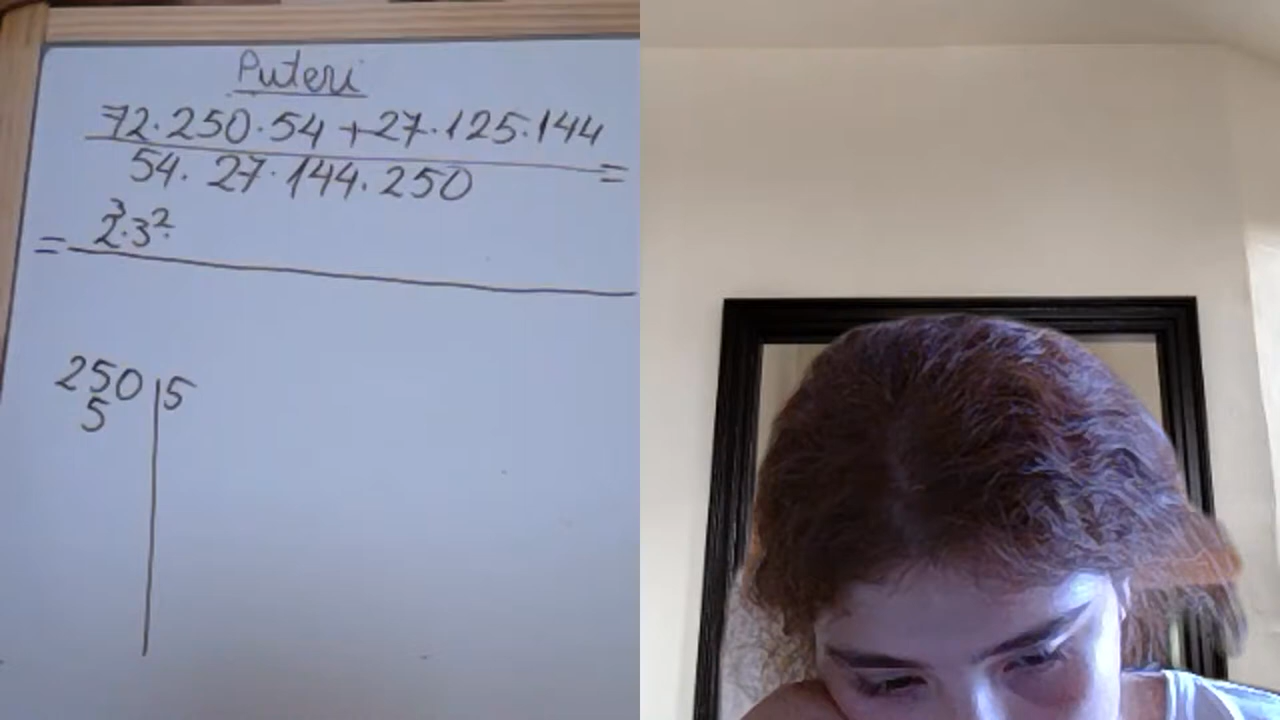 Puteri
72·250·54+27·125·144
54·27·144·250 =
= 2³·3²·
250 | 5
5